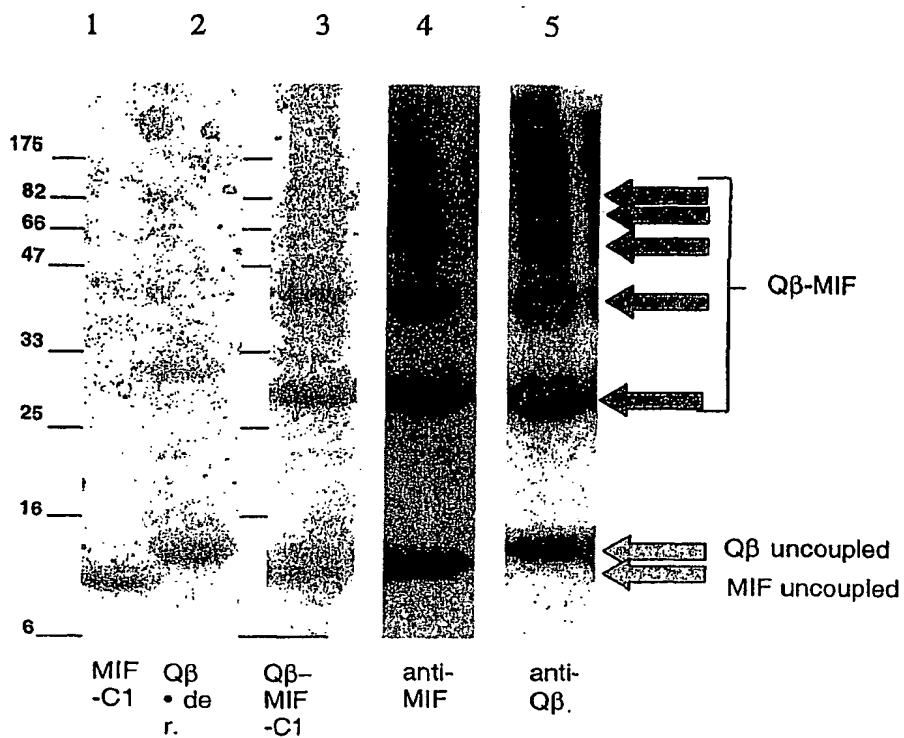 1 2 3 4 5
175
82
66
47
33
25
16
6
Qβ-MIF
Qβ uncoupled
MIF uncoupled
MIF
-C1
Qβ
• de
r.
Qβ–
MIF
-C1
anti-
MIF
anti-
Qβ.